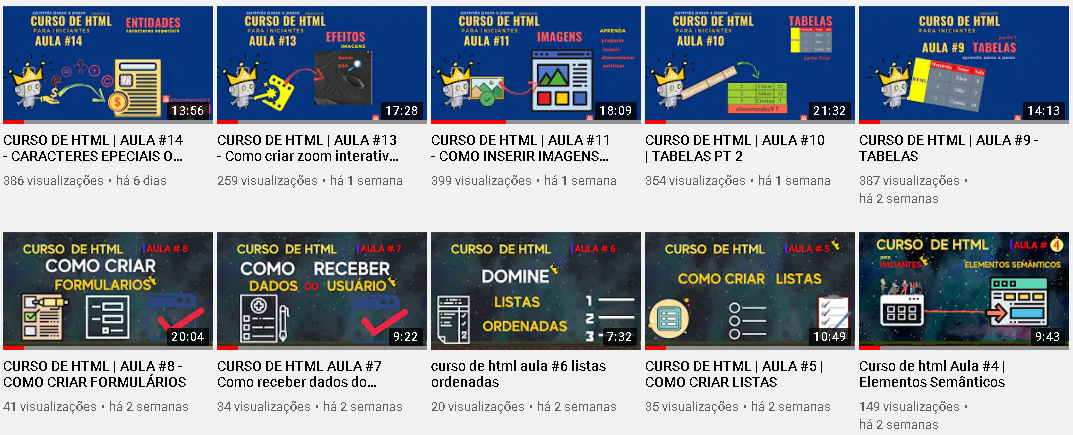 aprenda passo a passo GRATUITO
CURSO DE HTML
PARA INICIANTES
AULA #14
ENTIDADES
caracteres especiais
13:56
CURSO DE HTML | AULA #14
- CARACTERES EPECIAIS O...
386 visualizações • há 6 dias
aprenda passo a passo GRATUITO
CURSO DE HTML
PARA INICIANTES
AULA #13
EFEITOS
IMAGENS
zoom
pan
17:28
CURSO DE HTML | AULA #13
- Como criar zoom interativ...
259 visualizações • há 1 semana
aprenda passo a passo GRATUITO
CURSO DE HTML
PARA INICIANTES
AULA #11
IMAGENS
APRENDA
preparar
inserir
dimensionar
estilizar
18:09
CURSO DE HTML | AULA #11
- COMO INSERIR IMAGENS...
399 visualizações • há 1 semana
GRATUITO
CURSO DE HTML
PARA INICIANTES
AULA #10
TABELAS
parte final
21:32
CURSO DE HTML | AULA #10
| TABELAS PT 2
354 visualizações • há 1 semana
GRATUITO
CURSO DE HTML
PARA INICIANTES
parte 1
AULA #9 TABELAS
aprenda passo a passo
HTML
Matricula Nome Nota
14:13
CURSO DE HTML | AULA #9 -
TABELAS
387 visualizações •
há 2 semanas
CURSO DE HTML AULA # 8
COMO CRIAR
FORMULARIOS
20:04
CURSO DE HTML | AULA #8 -
COMO CRIAR FORMULÁRIOS
41 visualizações • há 2 semanas
CURSO DE HTML AULA # 7
COMO RECEBER
DADOS DO USUÁRIO
9:22
CURSO DE HTML AULA #7
Como receber dados do...
34 visualizações • há 2 semanas
CURSO DE HTML AULA # 6
DOMINE
LISTAS
ORDENADAS
1
2
3
7:32
curso de html aula #6 listas
ordenadas
20 visualizações • há 2 semanas
CURSO DE HTML AULA # 5
COMO CRIAR LISTAS
10:49
CURSO DE HTML | AULA #5 |
COMO CRIAR LISTAS
35 visualizações • há 2 semanas
CURSO DE HTML AULA # 4
para
INICIANTES
ELEMENTOS SEMÂNTICOS
9:43
Curso de html Aula #4 |
Elementos Semânticos
149 visualizações •
há 2 semanas